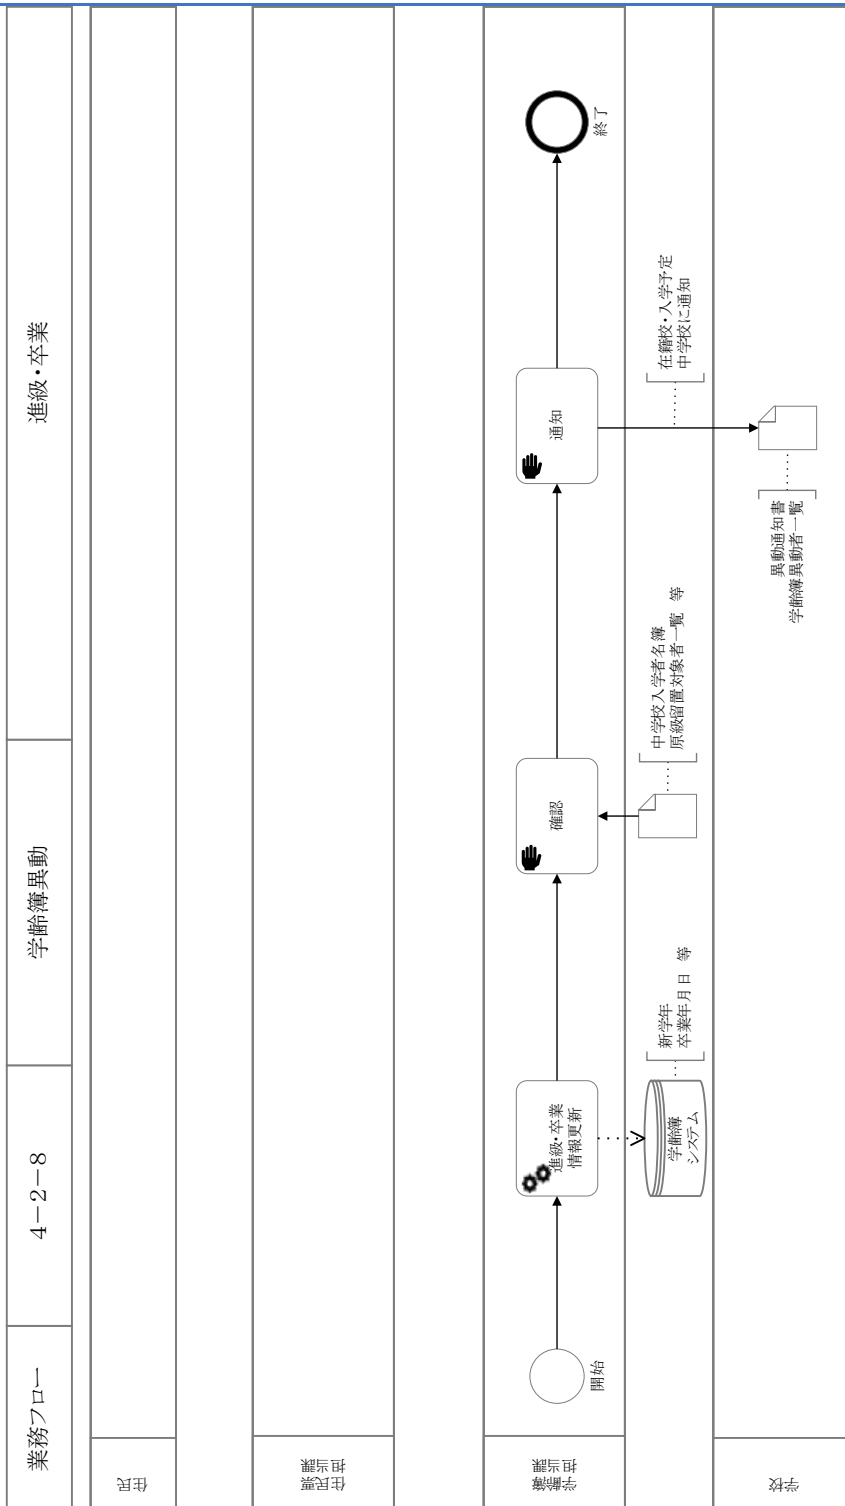 業務フロー
4－2－8
学齢簿異動
進級・卒業
住民
住民票
担当課
学齢簿
担当課
学校
開始
進級・卒業
情報更新
確認
通知
終了
学齢簿
システム
新学年
卒業年月日　等
中学校入学者名簿
原級留置対象者一覧　等
在籍校・入学予定
中学校に通知
異動通知書
学齢簿異動者一覧